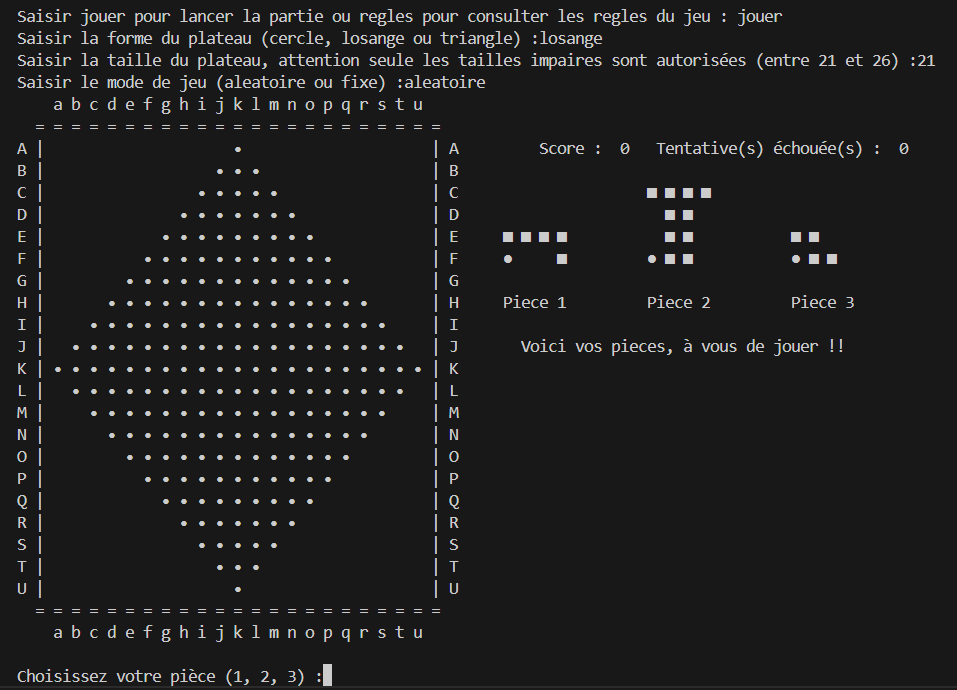 Saisir jouer pour lancer la partie ou regles pour consulter les regles du jeu : jouer
Saisir la forme du plateau (cercle, losange ou triangle) :losange
Saisir la taille du plateau, attention seule les tailles impaires sont autorisées (entre 21 et 26) :21
Saisir le mode de jeu (aleatoire ou fixe) :aleatoire
a b c d e f g h i j k l m n o p q r s t u
= = = = = = = = = = = = = = = = = = = = = = =
A | • | A Score : 0 Tentative(s) échouée(s) : 0
B | • • • | B
C | • • • • • | C ■ ■ ■ ■
D | • • • • • • • | D ■ ■
E | • • • • • • • • • | E ■ ■ ■ ■ ■ ■ ■ ■
F | • • • • • • • • • • • | F ● ■ ● ■ ■ ● ■ ■
G | • • • • • • • • • • • • • | G
H | • • • • • • • • • • • • • • • | H Piece 1 Piece 2 Piece 3
I | • • • • • • • • • • • • • • • • • | I
J | • • • • • • • • • • • • • • • • • • • | J Voici vos pieces, à vous de jouer !!
K | • • • • • • • • • • • • • • • • • • • • • | K
L | • • • • • • • • • • • • • • • • • • • | L
M | • • • • • • • • • • • • • • • • • | M
N | • • • • • • • • • • • • • • • | N
O | • • • • • • • • • • • • • | O
P | • • • • • • • • • • • | P
Q | • • • • • • • • • | Q
R | • • • • • • • | R
S | • • • • • | S
T | • • • | T
U | • | U
= = = = = = = = = = = = = = = = = = = = = = =
a b c d e f g h i j k l m n o p q r s t u
Choisissez votre pièce (1, 2, 3) :